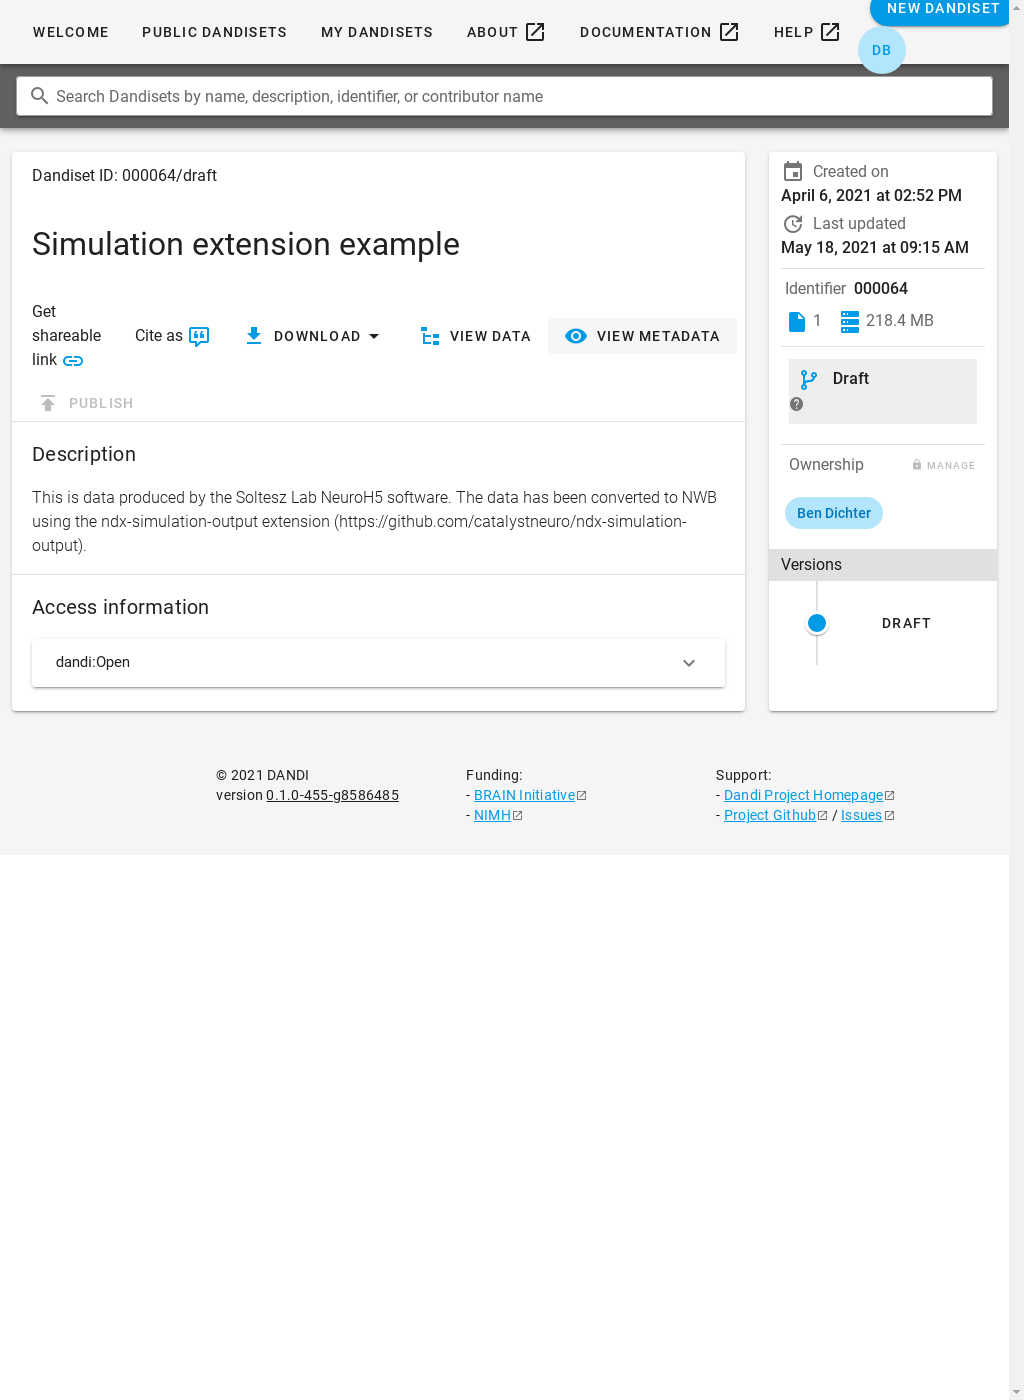 WELCOME PUBLIC DANDISETS MY DANDISETS ABOUT DOCUMENTATION HELP NEW DANDISET
DB
Search Dandisets by name, description, identifier, or contributor name
Dandiset ID: 000064/draft
Simulation extension example
Get shareable link
Cite as
DOWNLOAD
VIEW DATA
VIEW METADATA
PUBLISH
Description
This is data produced by the Soltesz Lab NeuroH5 software. The data has been converted to NWB
using the ndx-simulation-output extension (https://github.com/catalystneuro/ndx-simulation-
output).
Access information
dandi:Open
Created on
April 6, 2021 at 02:52 PM
Last updated
May 18, 2021 at 09:15 AM
Identifier 000064
1 218.4 MB
Draft
Ownership MANAGE
Ben Dichter
Versions
DRAFT
© 2021 DANDI
version 0.1.0-455-g8586485
Funding:
- BRAIN Initiative
- NIMH
Support:
- Dandi Project Homepage
- Project Github / Issues